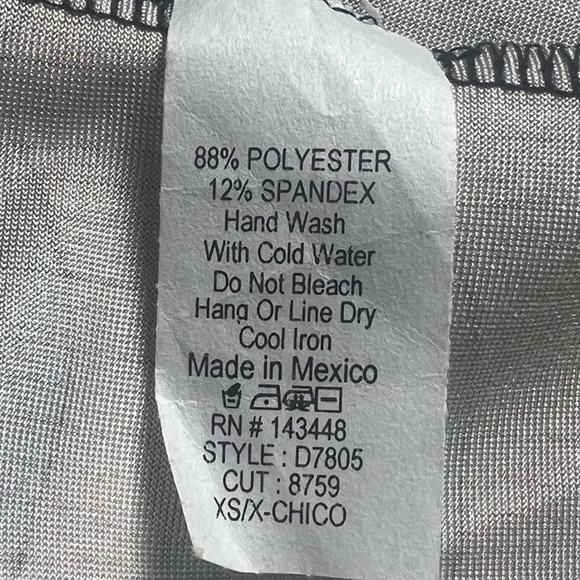 88% POLYESTER
12% SPANDEX
Hand Wash
With Cold Water
Do Not Bleach
Hang Or Line Dry
Cool Iron
Made in Mexico
RN # 143448
STYLE : D7805
CUT : 8759
XS/X-CHICO